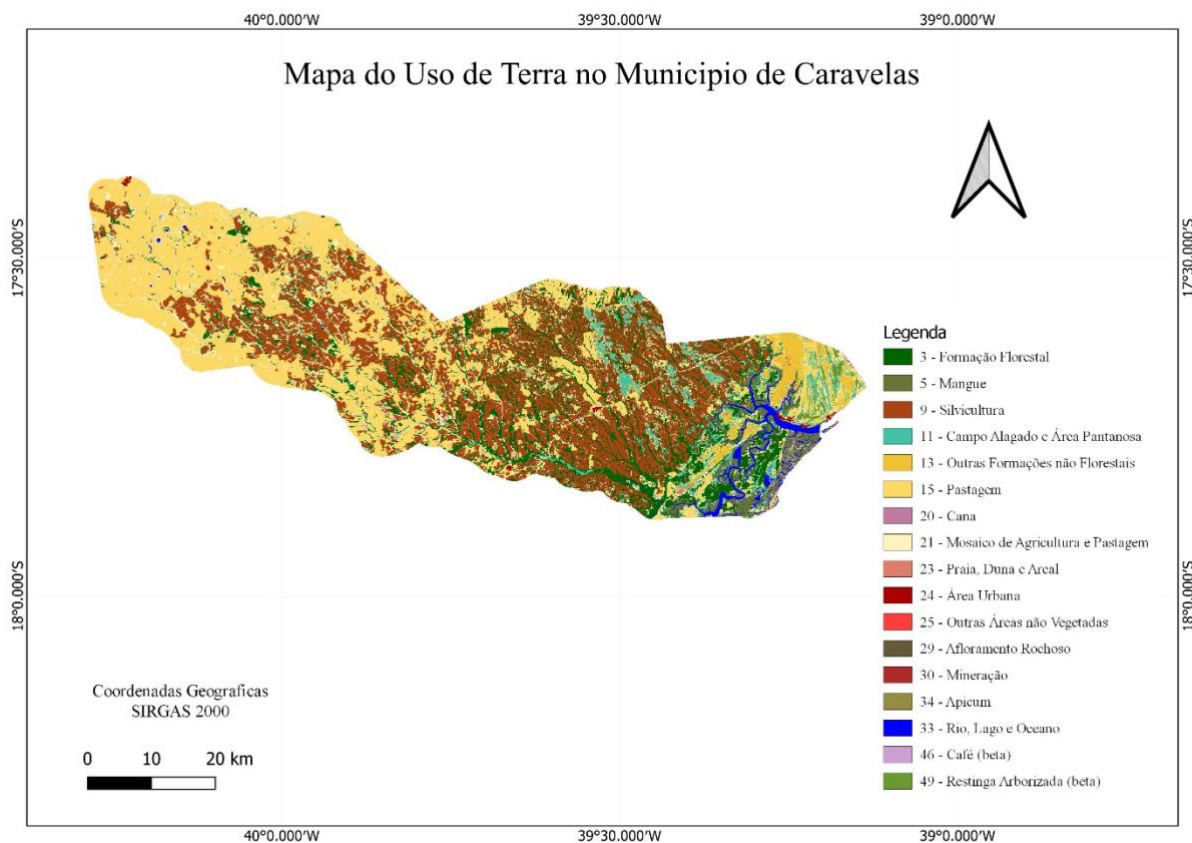 40°0.000'W 39°30.000'W 39°0.000'W
Mapa do Uso de Terra no Municipio de Caravelas
17°30.000'S
17°30.000'S
Legenda
3 - Formação Florestal
5 - Mangue
9 - Silvicultura
11 - Campo Alagado e Área Pantanosa
13 - Outras Formações não Florestais
15 - Pastagem
20 - Cana
21 - Mosaico de Agricultura e Pastagem
23 - Praia, Duna e Areal
24 - Área Urbana
25 - Outras Áreas não Vegetadas
29 - Afloramento Rochoso
30 - Mineração
34 - Apicum
33 - Rio, Lago e Oceano
46 - Café (beta)
49 - Restinga Arborizada (beta)
18°0.000'S
18°0.000'S
Coordenadas Geograficas
SIRGAS 2000
0 10 20 km
40°0.000'W 39°30.000'W 39°0.000'W